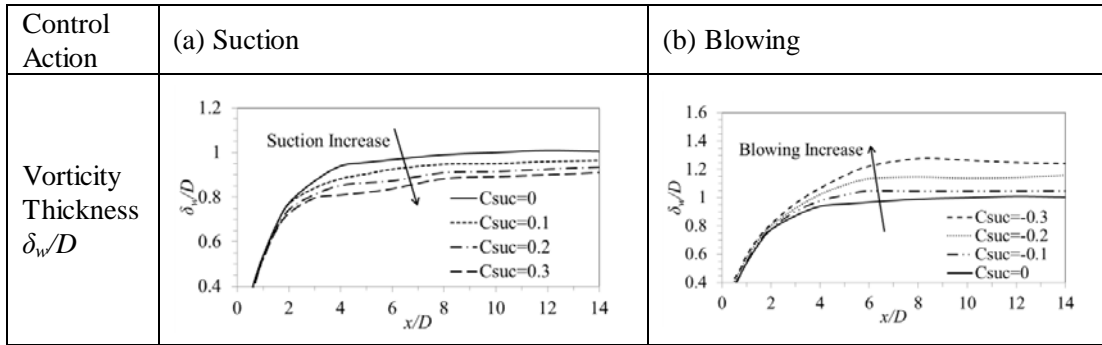 Control
Action
(a) Suction
(b) Blowing
Vorticity
Thickness
δw/D
1.2
1
0.8
0.6
0.4
δw/D
Suction Increase
Csuc=0
Csuc=0.1
Csuc=0.2
Csuc=0.3
0 2 4 6 8 10 12 14
x/D
1.6
1.4
1.2
1
0.8
0.6
0.4
δw/D
Blowing Increase
Csuc=-0.3
Csuc=-0.2
Csuc=-0.1
Csuc=0
0 2 4 6 8 10 12 14
x/D